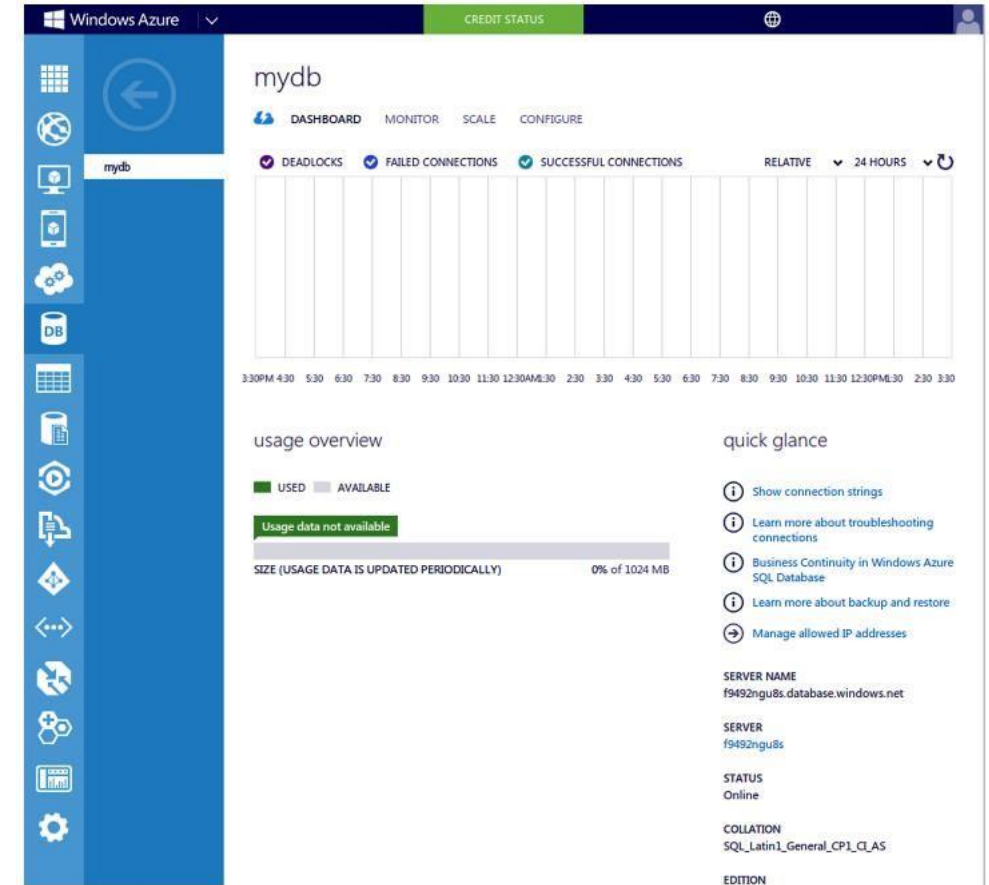 Windows Azure
CREDIT STATUS
mydb
mydb
DASHBOARD MONITOR SCALE CONFIGURE
DEADLOCKS FAILED CONNECTIONS SUCCESSFUL CONNECTIONS RELATIVE 24 HOURS
DB
3:30PM 4:30 5:30 6:30 7:30 8:30 9:30 10:30 11:30 12:30AM1:30 2:30 3:30 4:30 5:30 6:30 7:30 8:30 9:30 10:30 11:30 12:30PM1:30 2:30 3:30
usage overview
USED AVAILABLE
Usage data not available
SIZE (USAGE DATA IS UPDATED PERIODICALLY) 0% of 1024 MB
quick glance
Show connection strings
Learn more about troubleshooting
connections
Business Continuity in Windows Azure
SQL Database
Learn more about backup and restore
Manage allowed IP addresses
SERVER NAME
f9492ngu8s.database.windows.net
SERVER
f9492ngu8s
STATUS
Online
COLLATION
SQL_Latin1_General_CP1_CI_AS
EDITION